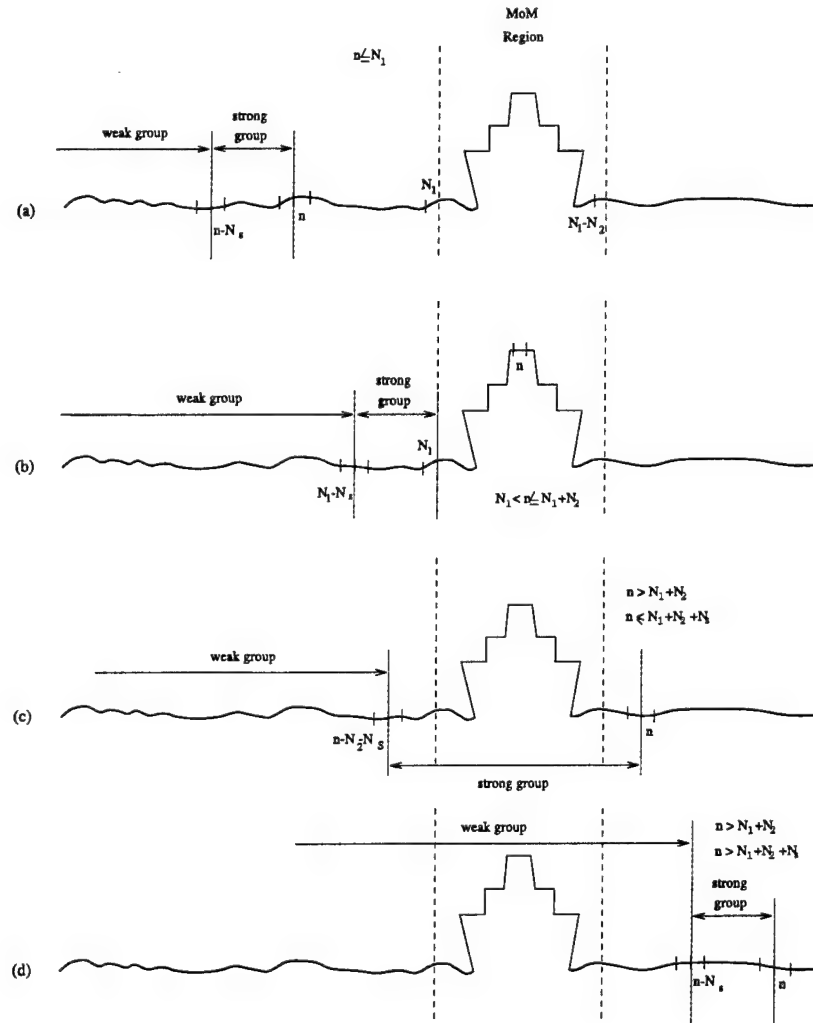 MoM
Region
n≤N₁
weak group
strong
group
N₁
(a)
n-Nₛ
n
N₁-N₂
weak group
strong
group
n
N₁
(b)
N₁-Nₛ
N₁ < n ≤ N₁+N₂
n > N₁+N₂
n ≤ N₁+N₂+Nₛ
weak group
(c)
n-N₂-N_S
n
strong group
weak group
n > N₁+N₂
n > N₁+N₂+Nₛ
strong
group
(d)
n-Nₛ
n